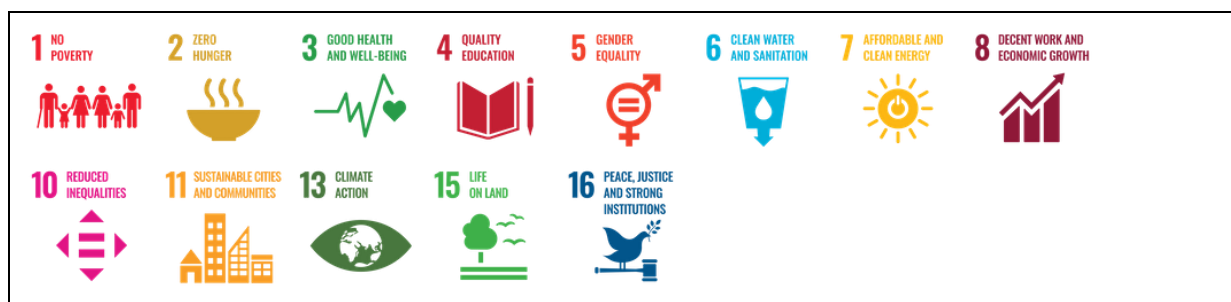 1 NO
POVERTY
2 ZERO
HUNGER
3 GOOD HEALTH
AND WELL-BEING
4 QUALITY
EDUCATION
5 GENDER
EQUALITY
6 CLEAN WATER
AND SANITATION
7 AFFORDABLE AND
CLEAN ENERGY
8 DECENT WORK AND
ECONOMIC GROWTH
10 REDUCED
INEQUALITIES
11 SUSTAINABLE CITIES
AND COMMUNITIES
13 CLIMATE
ACTION
15 LIFE
ON LAND
16 PEACE, JUSTICE
AND STRONG
INSTITUTIONS